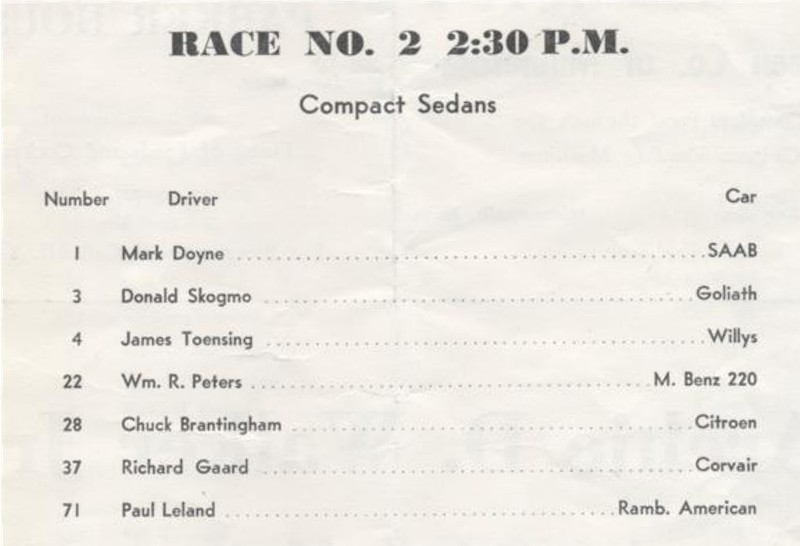 RACE NO. 2 2:30 P.M.
Compact Sedans
Number Driver Car
1 Mark Doyne ........................................ SAAB
3 Donald Skogmo ........................................ Goliath
4 James Toensing ........................................ Willys
22 Wm. R. Peters ........................................ M. Benz 220
28 Chuck Brantingham ........................................ Citroen
37 Richard Gaard ........................................ Corvair
71 Paul Leland ........................................ Ramb. American